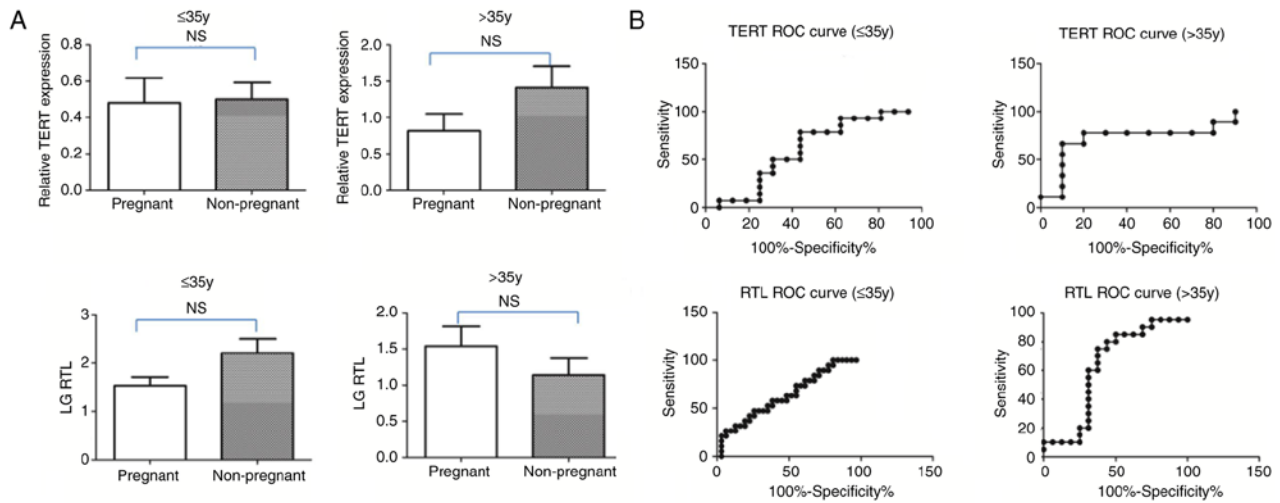 A
≤35y
NS
Relative TERT expression
0.8
0.6
0.4
0.2
0.0
Pregnant Non-pregnant
>35y
NS
Relative TERT expression
2.0
1.5
1.0
0.5
0.0
Pregnant Non-pregnant
≤35y
NS
LG RTL
3
2
1
0
Pregnant Non-pregnant
>35y
NS
LG RTL
2.0
1.5
1.0
0.5
0.0
Pregnant Non-pregnant
B
TERT ROC curve (≤35y)
Sensitivity
150
100
50
0
0 20 40 60 80 100
100%-Specificity%
TERT ROC curve (>35y)
Sensitivity
150
100
50
0
0 20 40 60 80 100
100%-Specificity%
RTL ROC curve (≤35y)
Sensitivity
150
100
50
0
0 50 100 150
100%-Specificity%
RTL ROC curve (>35y)
Sensitivity
100
80
60
40
20
0
0 50 100 150
100%-Specificity%